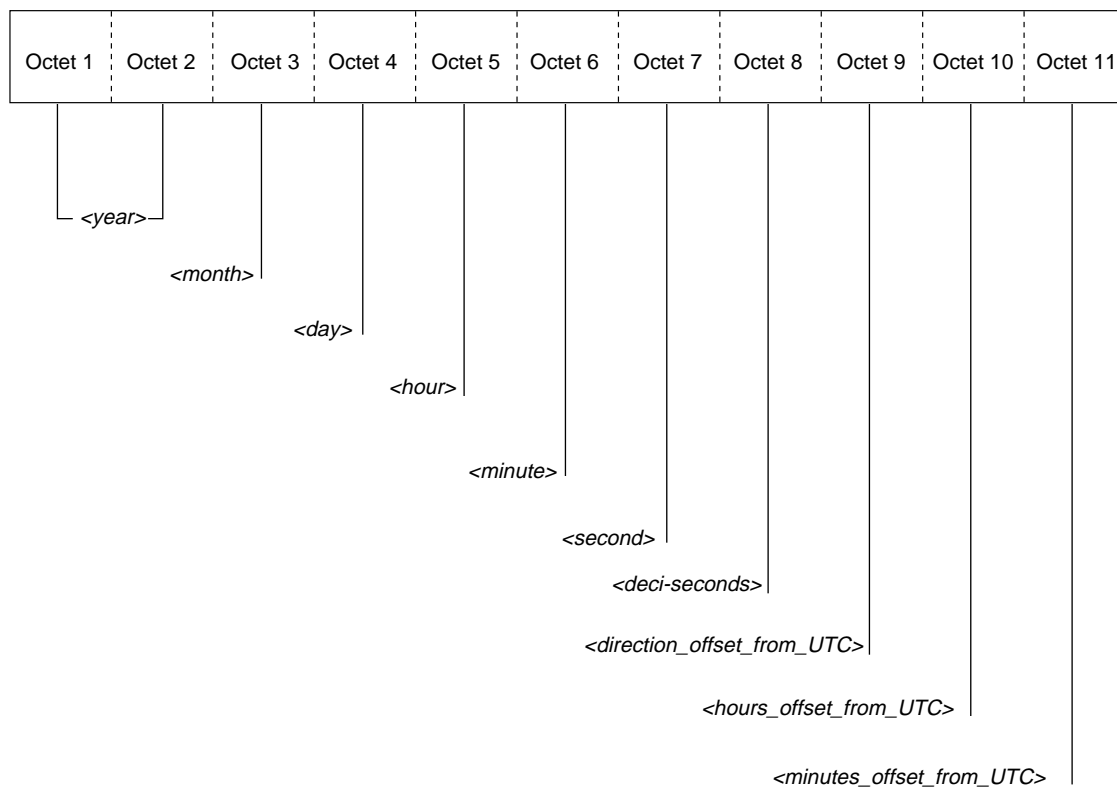 Octet 1 Octet 2 Octet 3 Octet 4 Octet 5 Octet 6 Octet 7 Octet 8 Octet 9 Octet 10 Octet 11
<year>
<month>
<day>
<hour>
<minute>
<second>
<deci-seconds>
<direction_offset_from_UTC>
<hours_offset_from_UTC>
<minutes_offset_from_UTC>